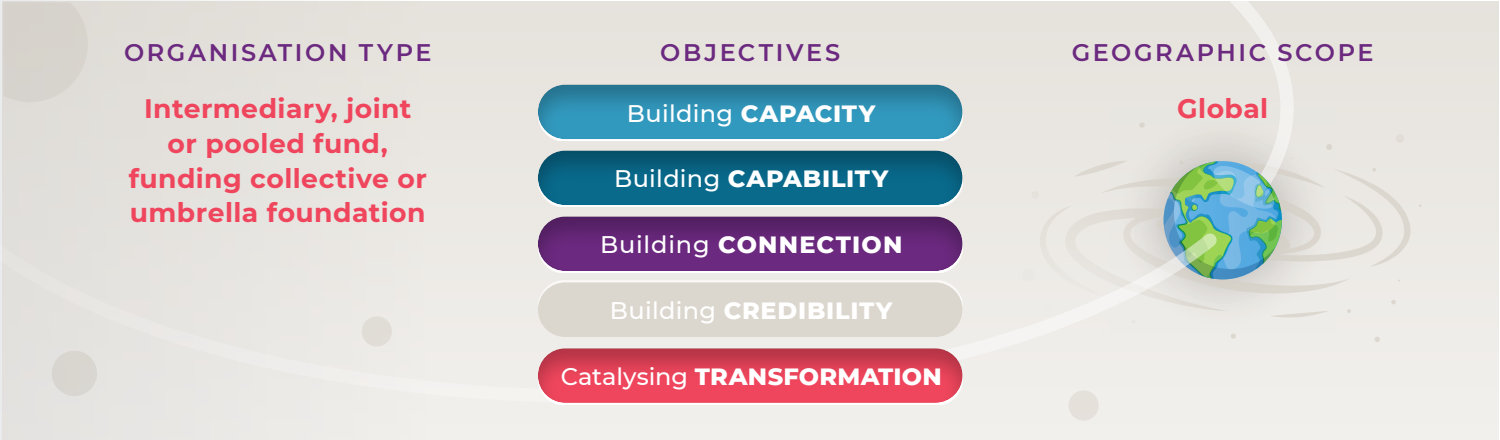 ORGANISATION TYPE
Intermediary, joint
or pooled fund,
funding collective or
umbrella foundation
OBJECTIVES
Building CAPACITY
Building CAPABILITY
Building CONNECTION
Building CREDIBILITY
Catalysing TRANSFORMATION
GEOGRAPHIC SCOPE
Global